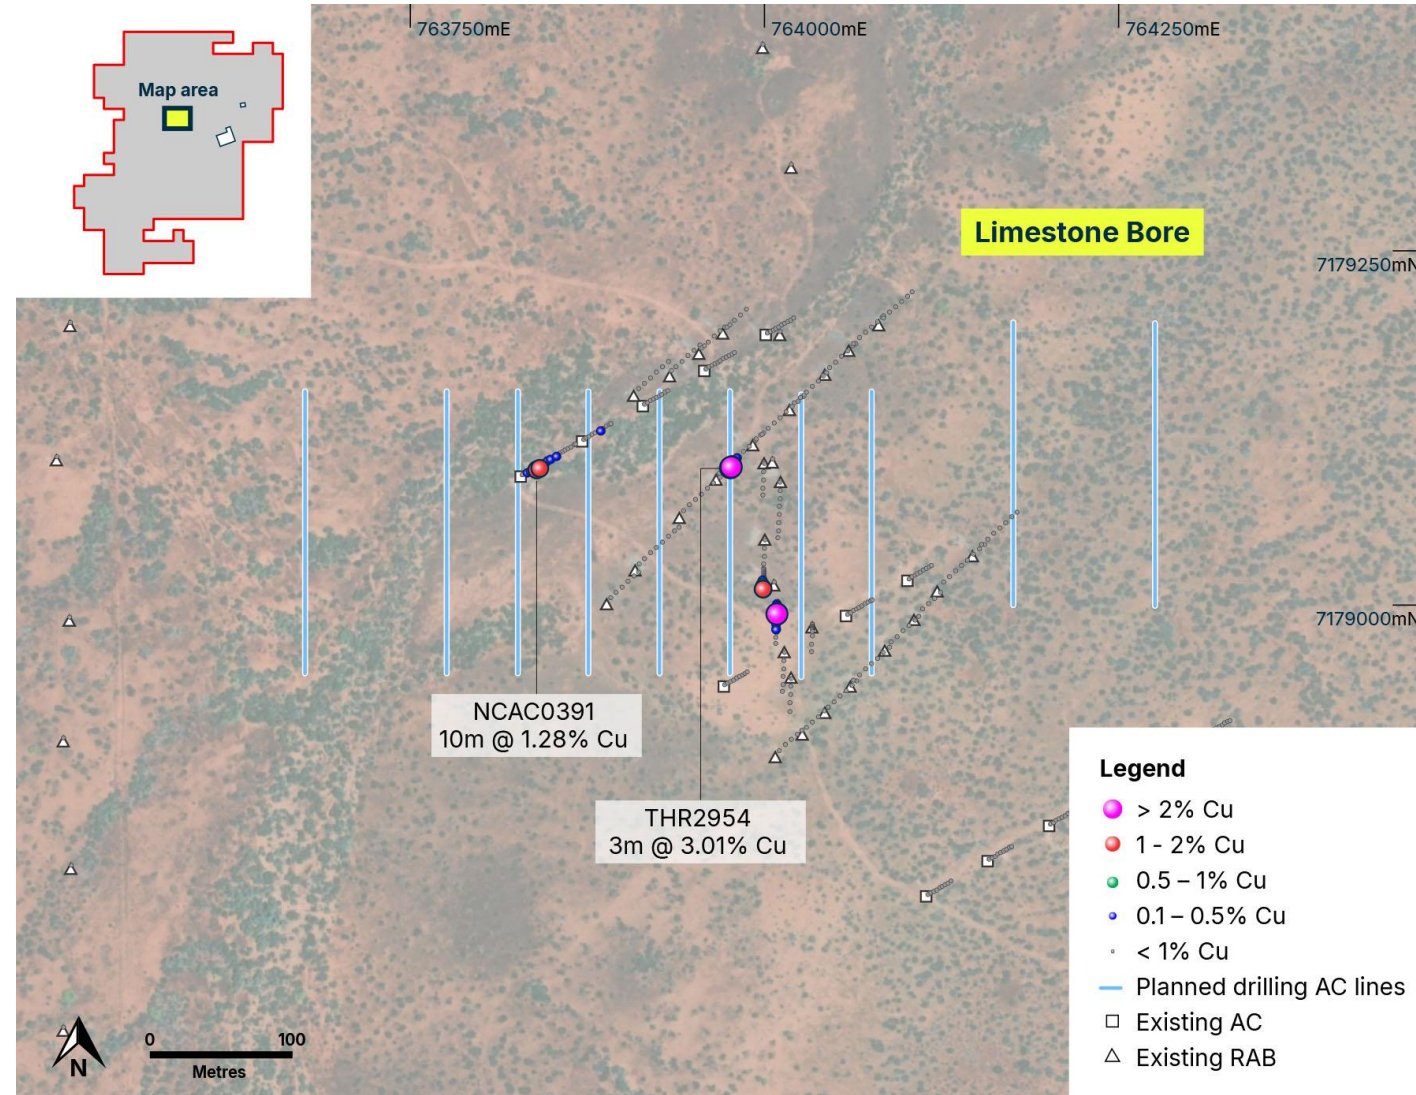 763750mE
764000mE
764250mE
Map area
Limestone Bore
7179250mN
7179000mN
NCAC0391
10m @ 1.28% Cu
THR2954
3m @ 3.01% Cu
Legend
> 2% Cu
1 - 2% Cu
0.5 – 1% Cu
0.1 – 0.5% Cu
< 1% Cu
Planned drilling AC lines
Existing AC
Existing RAB
N
0 100
Metres